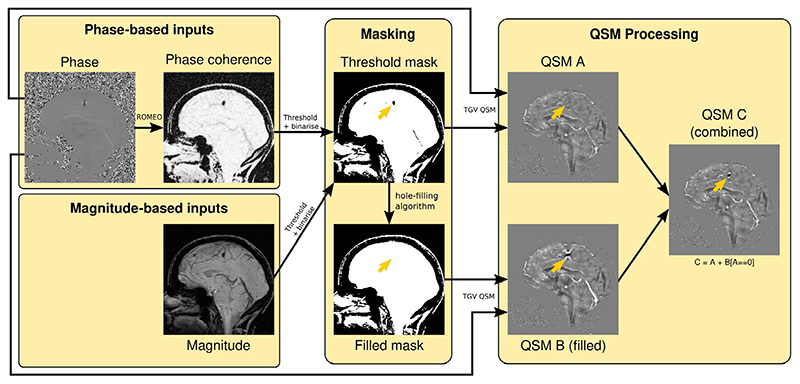 Phase-based inputs
Phase
Phase coherence
ROMEO
Threshold
+ binarise
Magnitude-based inputs
Magnitude
Threshold
+ binarise
Masking
Threshold mask
hole-filling
algorithm
Filled mask
TGV QSM
TGV QSM
QSM Processing
QSM A
QSM B (filled)
QSM C
(combined)
C = A + B[A==0]